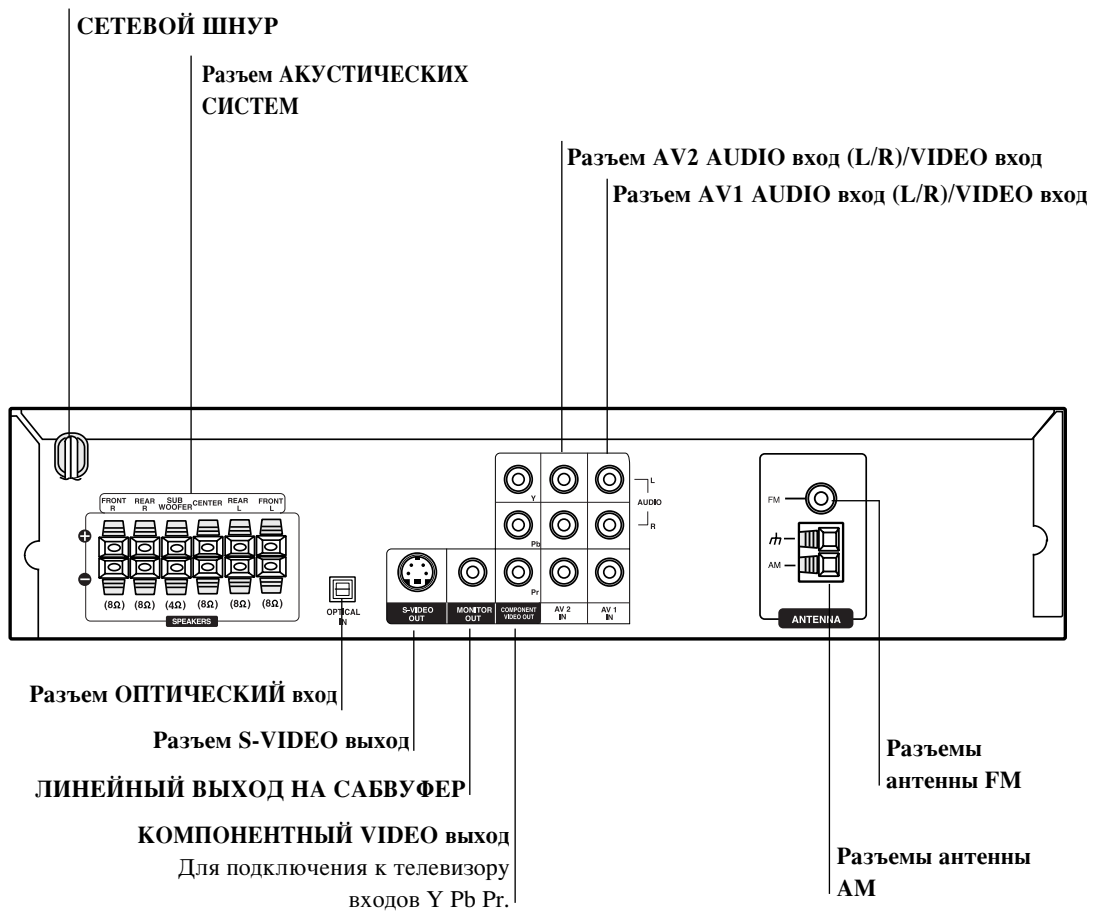 СЕТЕВОЙ ШНУР
Разъем АКУСТИЧЕСКИХ
СИСТЕМ
Разъем AV2 AUDIO вход (L/R)/VIDEO вход
Разъем AV1 AUDIO вход (L/R)/VIDEO вход
FRONT R
REAR R
SUB WOOFER
CENTER
REAR L
FRONT L
+
−
(8Ω) (8Ω) (4Ω) (8Ω) (8Ω) (8Ω)
SPEAKERS
OPTICAL
IN
Y
Pb
Pr
L
AUDIO
R
S-VIDEO
OUT
MONITOR
OUT
COMPONENT
VIDEO OUT
AV 2
IN
AV 1
IN
FM
AM
ANTENNA
Разъем ОПТИЧЕСКИЙ вход
Разъем S-VIDEO выход
ЛИНЕЙНЫЙ ВЫХОД НА САБВУФЕР
КОМПОНЕНТНЫЙ VIDEO выход
Для подключения к телевизору
входов Y Pb Pr.
Разъемы
антенны FM
Разъемы антенны
AM